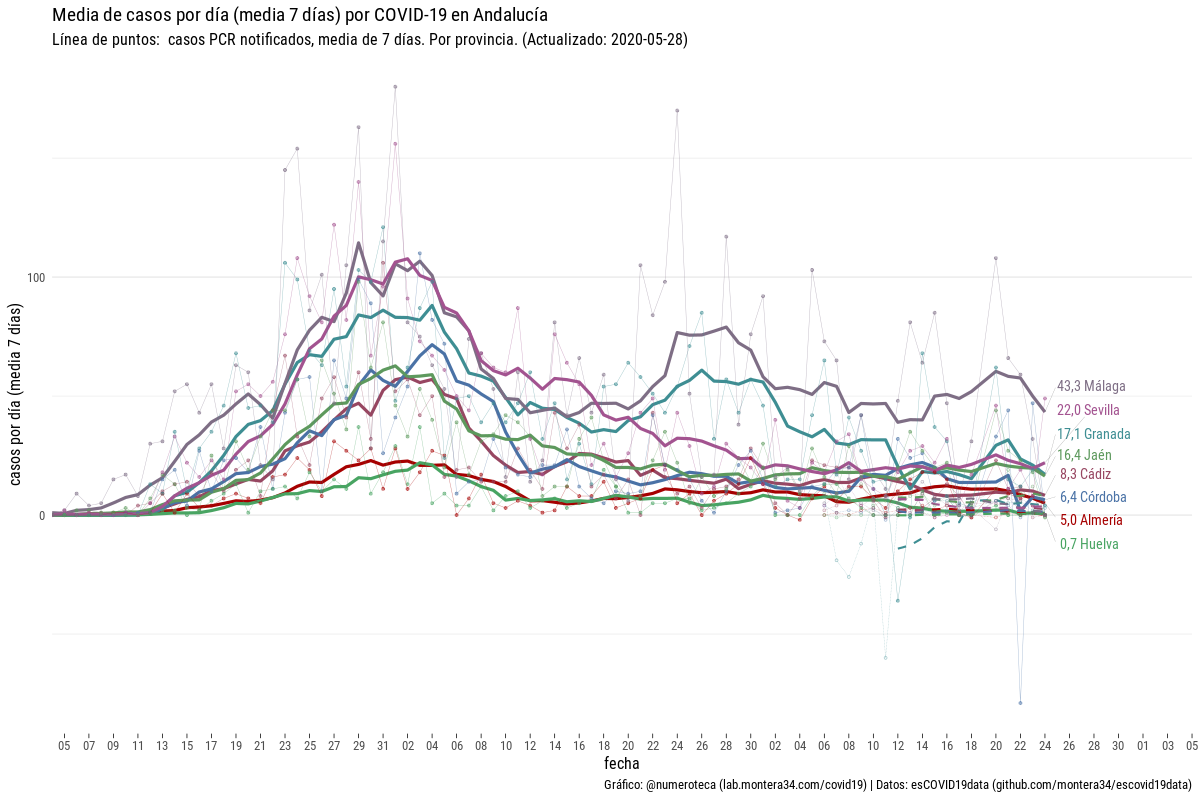 Media de casos por día (media 7 días) por COVID-19 en Andalucía
Línea de puntos:  casos PCR notificados, media de 7 días. Por provincia. (Actualizado: 2020-05-28)
casos por día (media 7 días)
100
0
43,3 Málaga
22,0 Sevilla
17,1 Granada
16,4 Jaén
8,3 Cádiz
6,4 Córdoba
5,0 Almería
0,7 Huelva
05 07 09 11 13 15 17 19 21 23 25 27 29 31 02 04 06 08 10 12 14 16 18 20 22 24 26 28 30 02 04 06 08 10 12 14 16 18 20 22 24 26 28 30 01 03 05
fecha
Gráfico: @numeroteca (lab.montera34.com/covid19) | Datos: esCOVID19data (github.com/montera34/escovid19data)